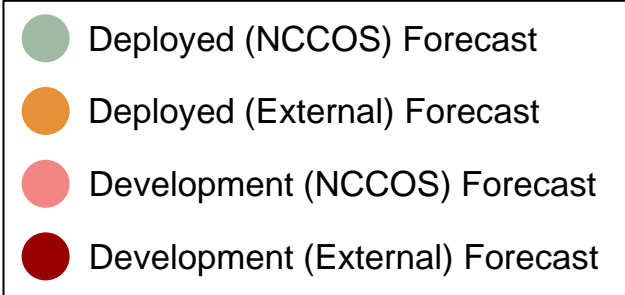 Deployed (NCCOS) Forecast
Deployed (External) Forecast
Development (NCCOS) Forecast
Development (External) Forecast